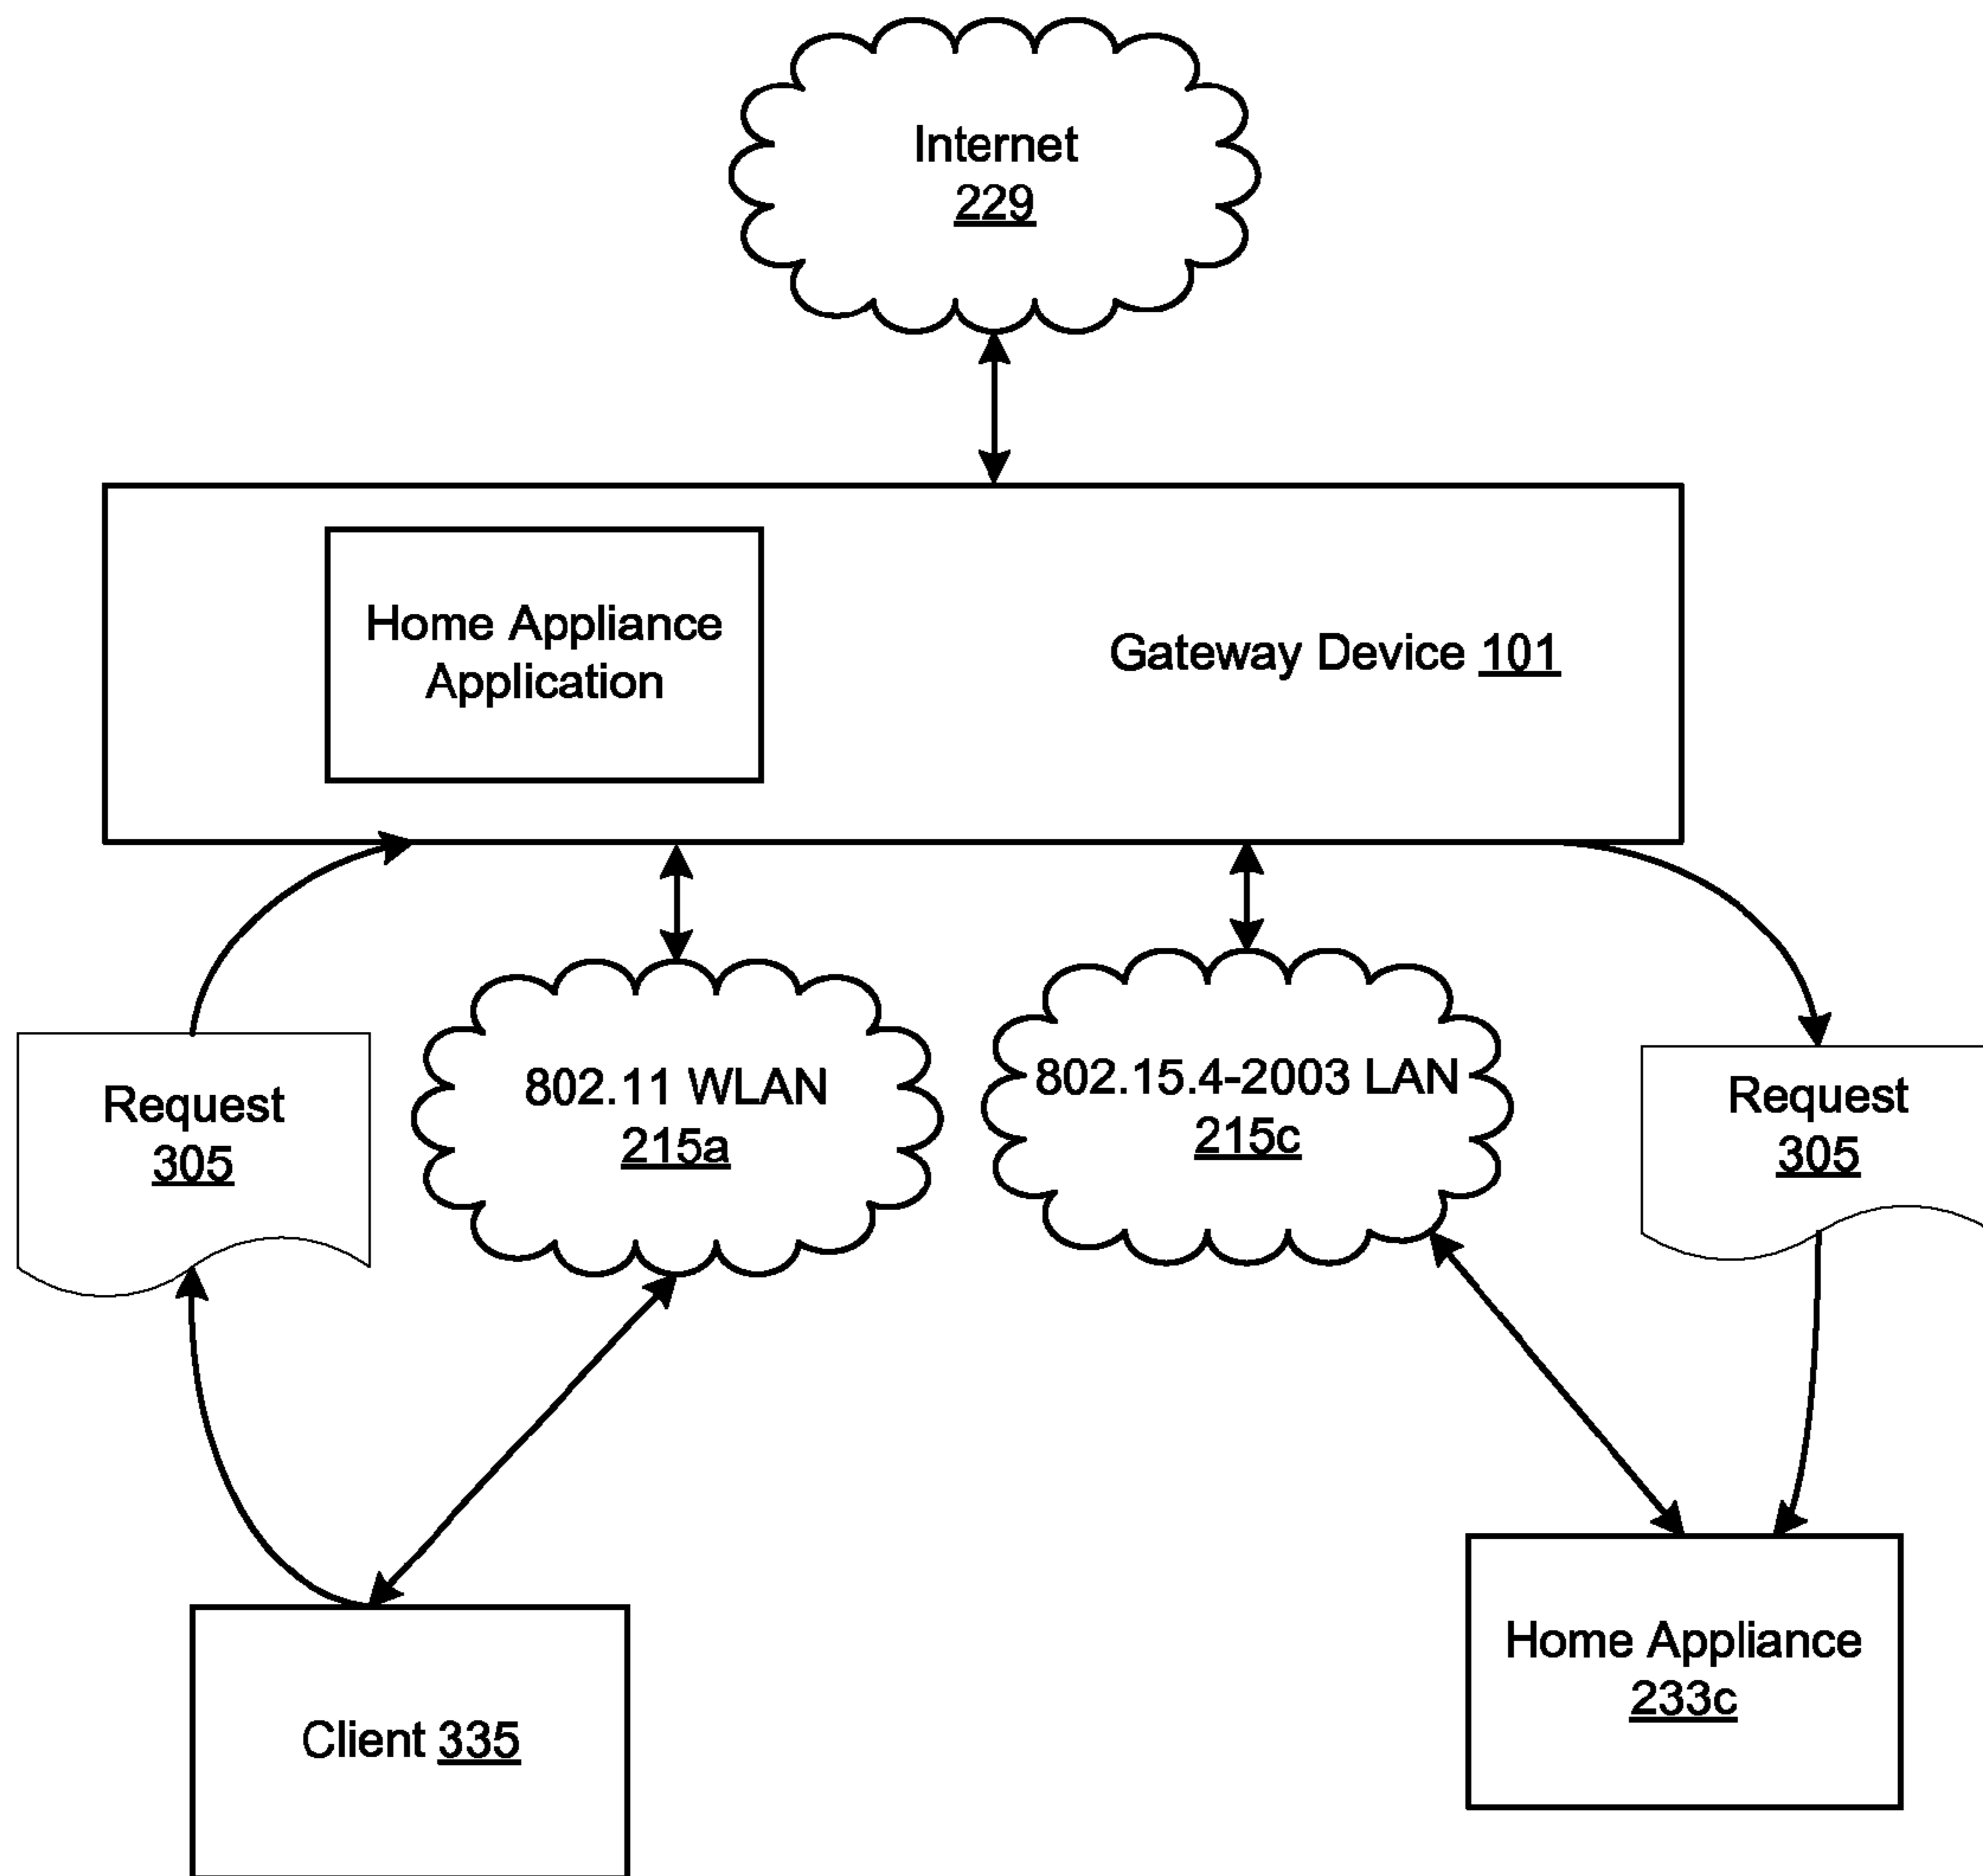 Internet
229
Home Appliance
Application
Gateway Device 101
Request
305
802.11 WLAN
215a
802.15.4-2003 LAN
215c
Request
305
Client 335
Home Appliance
233c